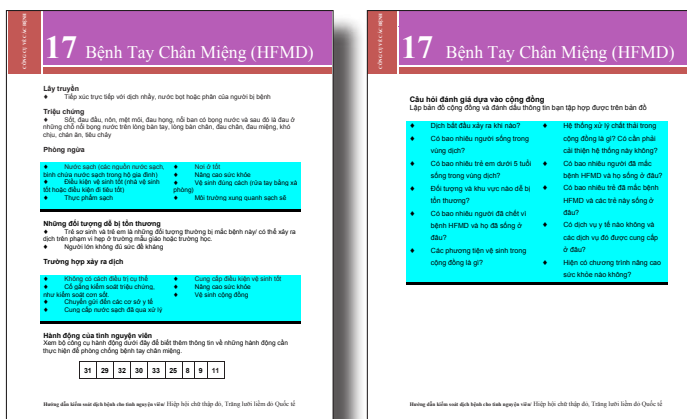 CÔNG CỤ VỀ CÁC BỆNH
17 Bệnh Tay Chân Miệng (HFMD)
Lây truyền
♦ Tiếp xúc trực tiếp với dịch nhầy, nước bọt hoặc phân của người bị bệnh
Triệu chứng
♦ Sốt, đau đầu, nôn, mệt mỏi, đau họng, nổi ban có bọng nước và sau đó là đau ở
những chỗ nổi bọng nước trên lòng bàn tay, lòng bàn chân, đầu chân, đau miệng, khó
chịu, chán ăn, tiêu chảy
Phòng ngừa
♦ Nước sạch (các nguồn nước sạch,
bình chứa nước sạch trong hộ gia đình)
♦ Điều kiện vệ sinh tốt (nhà vệ sinh
tốt hoặc điều kiện đi tiêu tốt)
♦ Thực phẩm sạch
♦ Nơi ở tốt
♦ Nâng cao sức khỏe
♦ Vệ sinh đúng cách (rửa tay bằng xà
phòng)
♦ Môi trường xung quanh sạch sẽ
Những đối tượng dễ bị tổn thương
♦ Trẻ sơ sinh và trẻ em là những đối tượng thường bị mắc bệnh này/ có thể xảy ra
dịch trên phạm vi hẹp ở trường mẫu giáo hoặc trường học.
♦ Người lớn không đủ sức đề kháng
Trường hợp xảy ra dịch
♦ Không có cách điều trị cụ thể
♦ Cố gắng kiểm soát triệu chứng,
như kiểm soát cơn sốt.
♦ Chuyển gửi đến các cơ sở y tế
♦ Cung cấp nước sạch đã qua xử lý
♦ Cung cấp điều kiện vệ sinh tốt
♦ Nâng cao sức khỏe
♦ Vệ sinh cộng đồng
Hành động của tình nguyện viên
Xem bộ công cụ hành động dưới đây để biết thêm thông tin về những hành động cần
thực hiện để phòng chống bệnh tay chân miệng.
31 29 32 30 33 25 8 9 11
Hướng dẫn kiểm soát dịch bệnh cho tình nguyện viên/ Hiệp hội chữ thập đỏ, Trăng lưỡi liềm đỏ Quốc tế
CÔNG CỤ VỀ CÁC BỆNH
17 Bệnh Tay Chân Miệng (HFMD)
Câu hỏi đánh giá dựa vào cộng đồng
Lập bản đồ cộng đồng và đánh dấu thông tin bạn tập hợp được trên bản đồ
♦ Dịch bắt đầu xảy ra khi nào?
♦ Có bao nhiêu người sống trong
vùng dịch?
♦ Có bao nhiêu trẻ em dưới 5 tuổi
sống trong vùng dịch?
♦ Đối tượng và khu vực nào dễ bị
tổn thương?
♦ Có bao nhiêu người đã chết vì
bệnh HFMD và họ đã sống ở
đâu?
♦ Các phương tiện vệ sinh trong
cộng đồng là gì?
♦ Hệ thống xử lý chất thải trong
cộng đồng là gì? Có cần phải
cải thiện hệ thống này không?
♦ Có bao nhiêu người đã mắc
bệnh HFMD và họ sống ở đâu?
♦ Có bao nhiêu trẻ đã mắc bệnh
HFMD và các trẻ này sống ở
đâu?
♦ Có dịch vụ y tế nào không và
các dịch vụ đó được cung cấp
ở đâu?
♦ Hiện có chương trình nâng cao
sức khỏe nào không?
Hướng dẫn kiểm soát dịch bệnh cho tình nguyện viên/ Hiệp hội chữ thập đỏ, Trăng lưỡi liềm đỏ Quốc tế